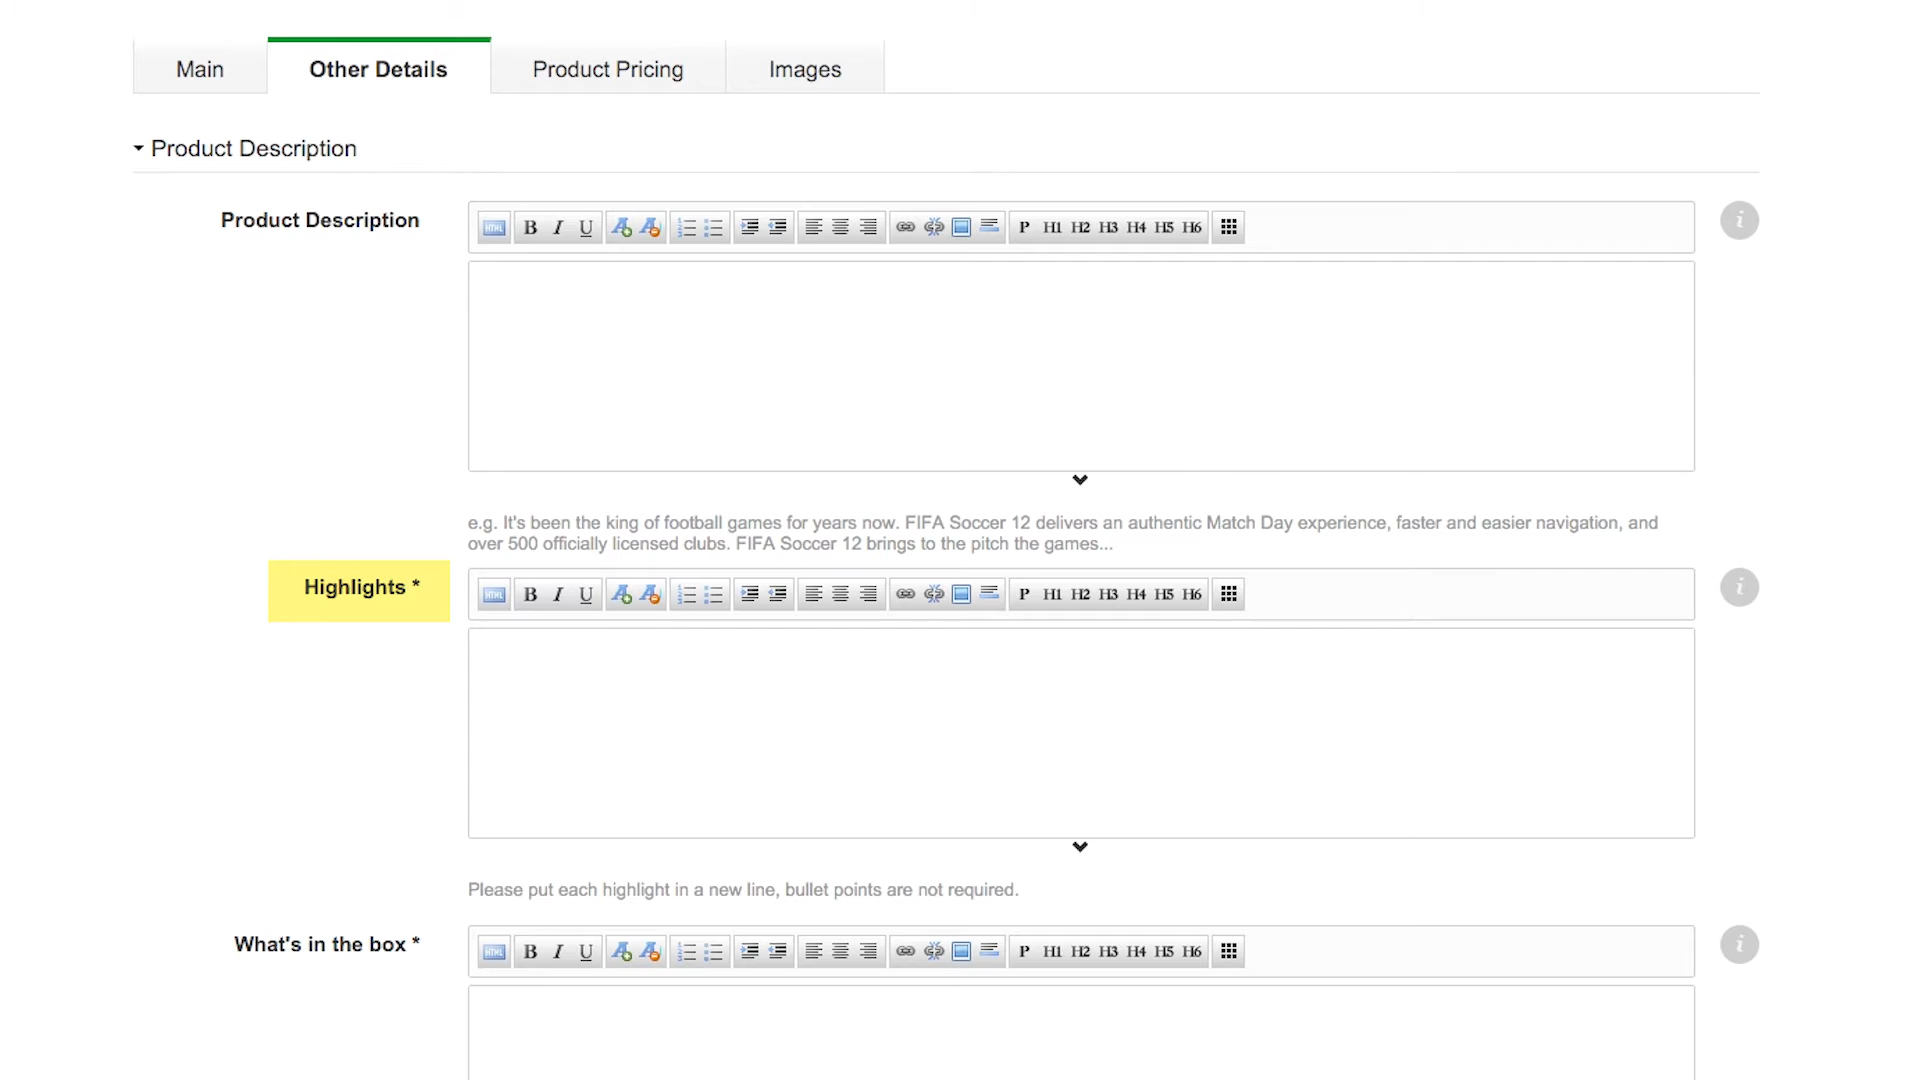 Main Other Details Product Pricing Images
Product Description
Product Description
HTML B I U P H1 H2 H3 H4 H5 H6
e.g. It's been the king of football games for years now. FIFA Soccer 12 delivers an authentic Match Day experience, faster and easier navigation, and
over 500 officially licensed clubs. FIFA Soccer 12 brings to the pitch the games...
Highlights *
HTML B I U P H1 H2 H3 H4 H5 H6
Please put each highlight in a new line, bullet points are not required.
What's in the box *
HTML B I U P H1 H2 H3 H4 H5 H6